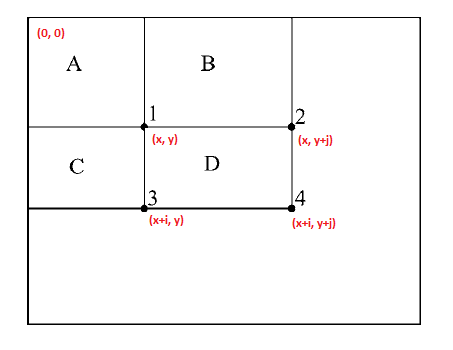 (0, 0)
A
B
1
2
(x, y)
(x, y+j)
C
D
3
4
(x+i, y)
(x+i, y+j)